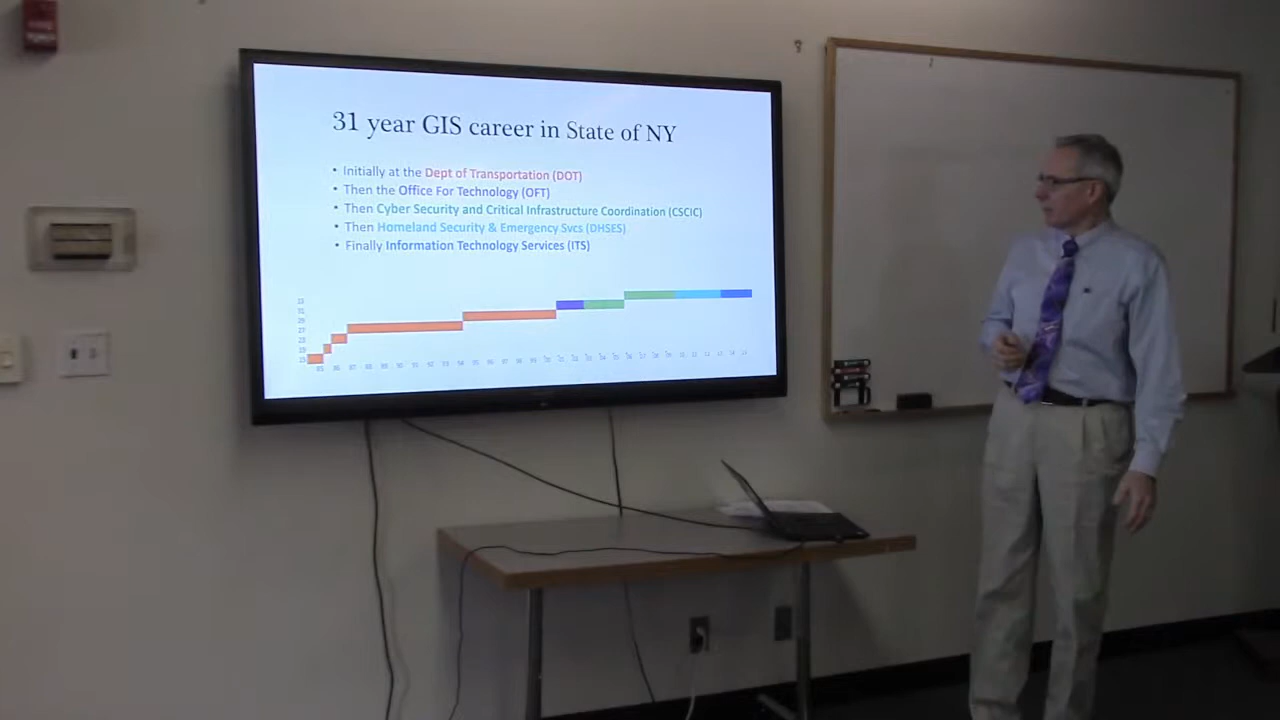 31 year GIS career in State of NY
• Initially at the Dept of Transportation (DOT)
• Then the Office For Technology (OFT)
• Then Cyber Security and Critical Infrastructure Coordination (CSCIC)
• Then Homeland Security & Emergency Svcs (DHSES)
• Finally Information Technology Services (ITS)